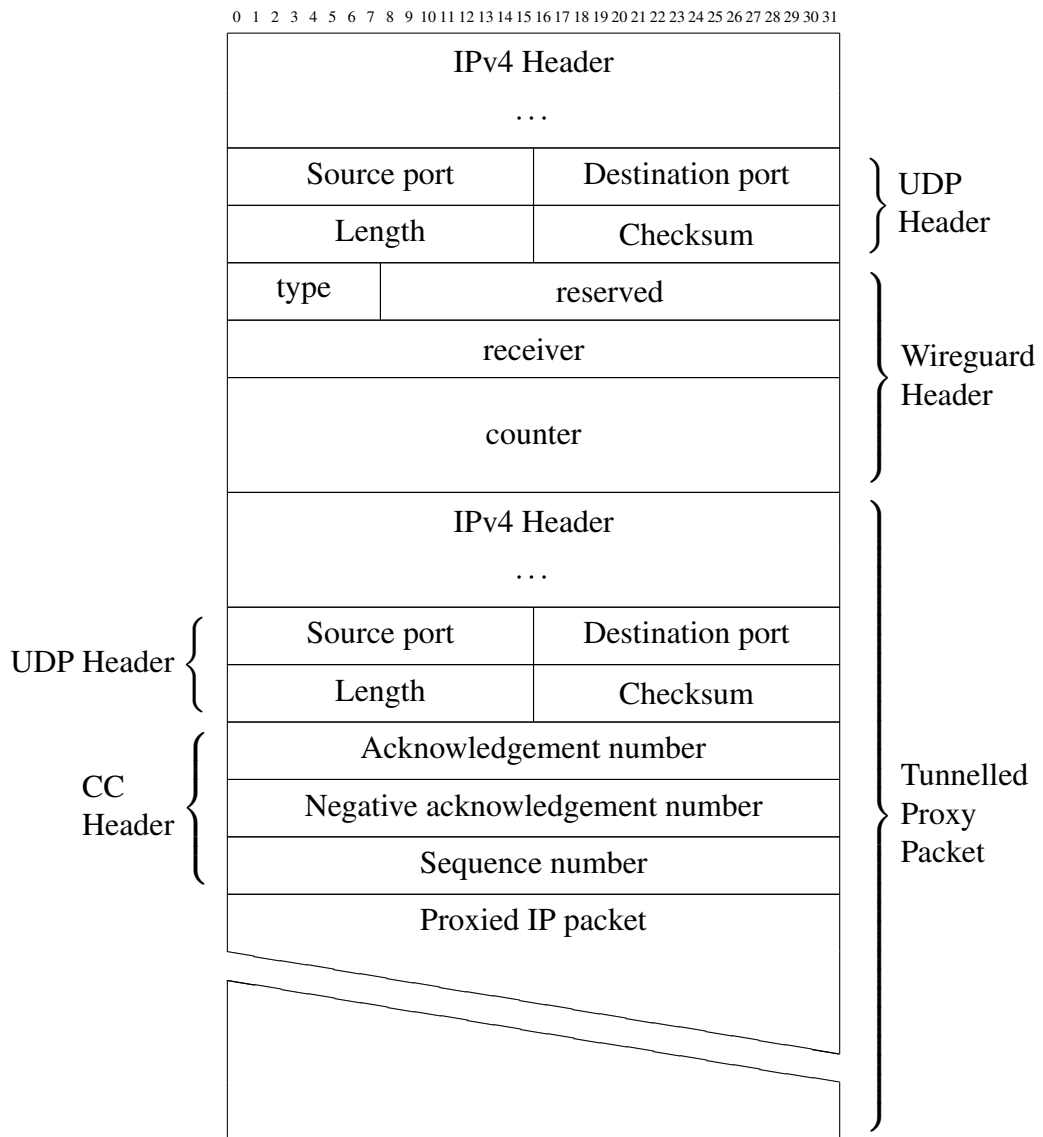 0 1 2 3 4 5 6 7 8 9 10 11 12 13 14 15 16 17 18 19 20 21 22 23 24 25 26 27 28 29 30 31
IPv4 Header
...
Source port Destination port
Length Checksum
UDP
Header
type reserved
receiver
counter
Wireguard
Header
IPv4 Header
...
Source port Destination port
Length Checksum
UDP Header
Acknowledgement number
Negative acknowledgement number
Sequence number
CC
Header
Proxied IP packet
Tunnelled
Proxy
Packet